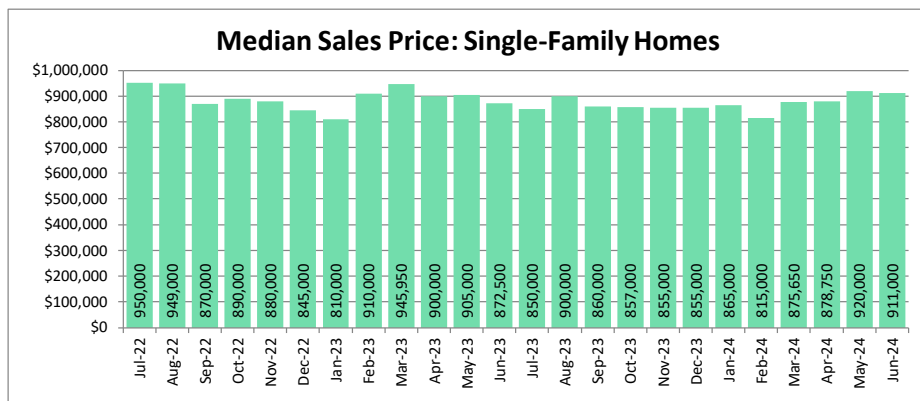 Median Sales Price: Single-Family Homes
$1,000,000
$900,000
$800,000
$700,000
$600,000
$500,000
$400,000
$300,000
$200,000
$100,000
$0
950,000
949,000
870,000
890,000
880,000
845,000
810,000
910,000
945,950
900,000
905,000
872,500
850,000
900,000
860,000
857,000
855,000
855,000
865,000
815,000
875,650
878,750
920,000
911,000
Jul-22
Aug-22
Sep-22
Oct-22
Nov-22
Dec-22
Jan-23
Feb-23
Mar-23
Apr-23
May-23
Jun-23
Jul-23
Aug-23
Sep-23
Oct-23
Nov-23
Dec-23
Jan-24
Feb-24
Mar-24
Apr-24
May-24
Jun-24